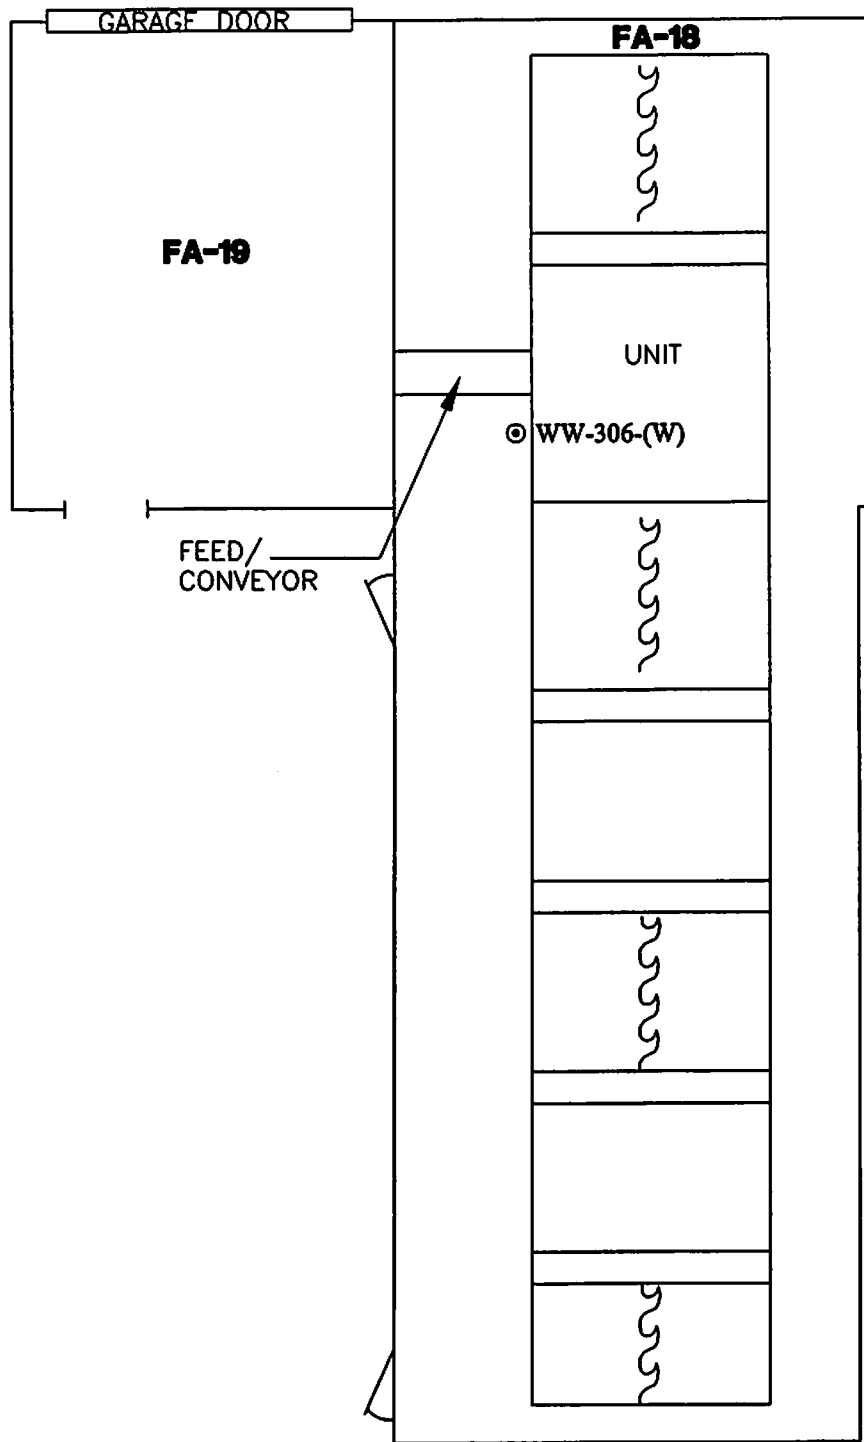 GARAGE DOOR
FA-18
FA-19
UNIT
WW-306-(W)
FEED/
CONVEYOR